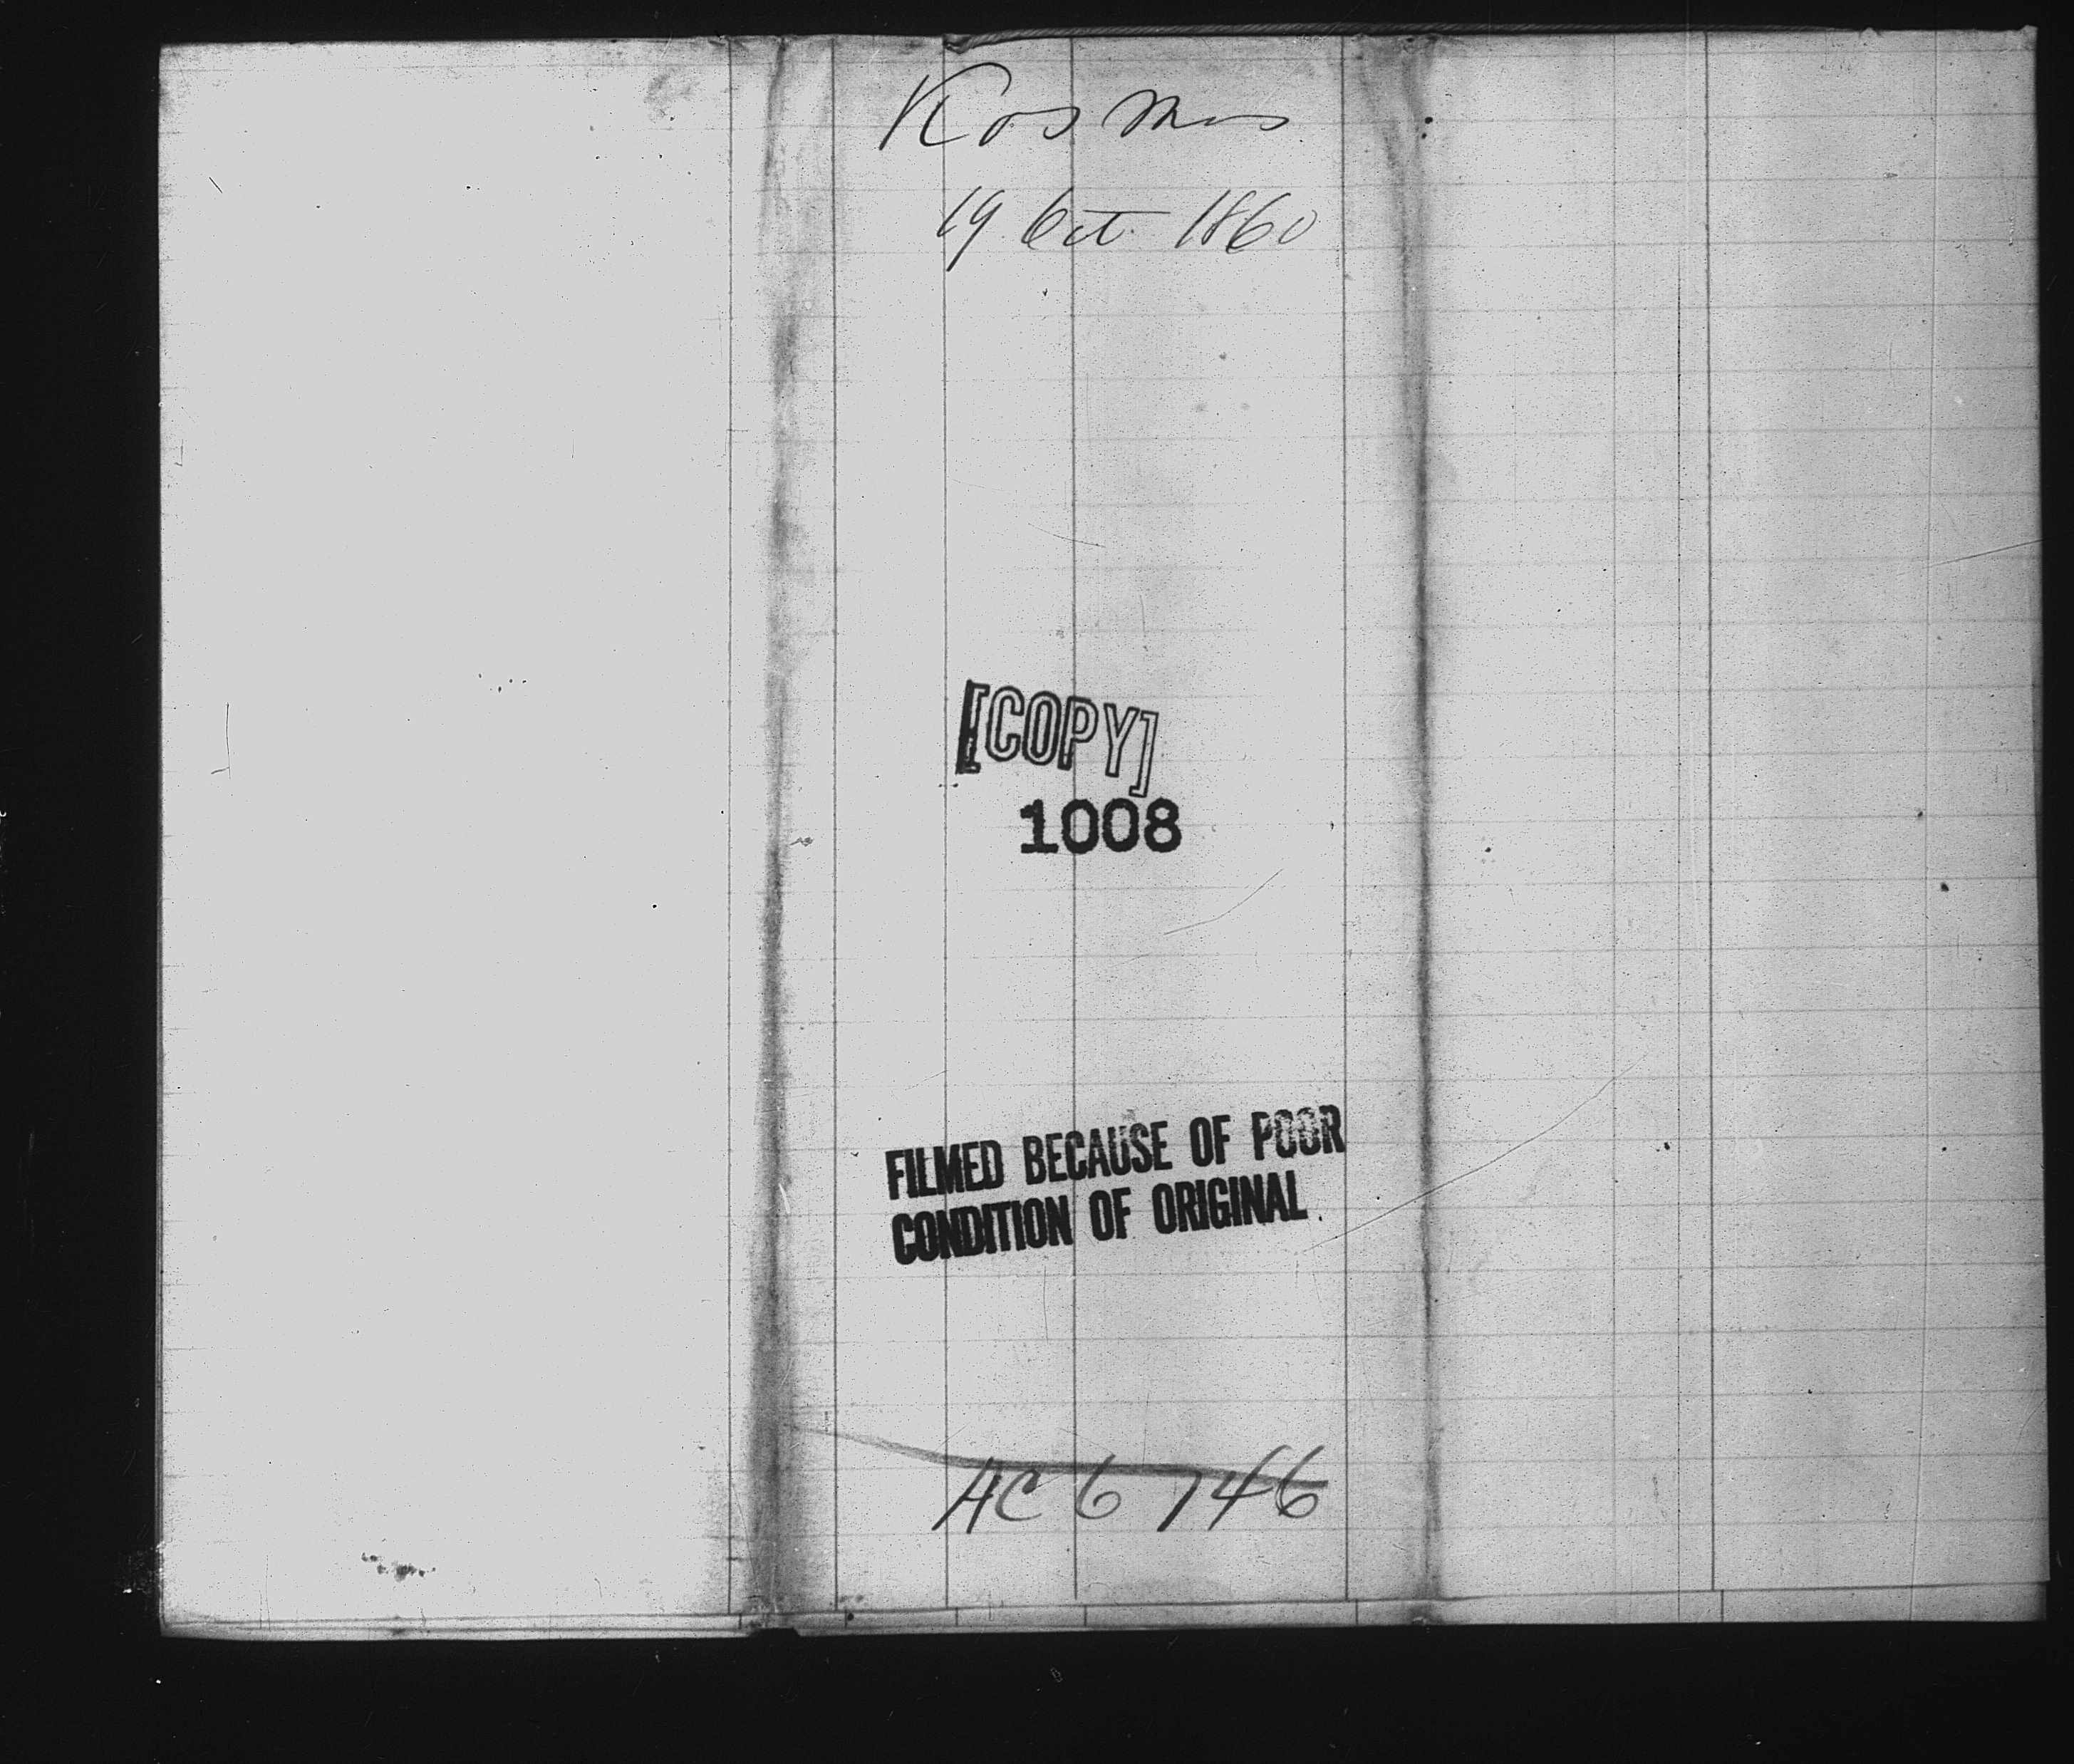 Kosmos
19 Oct. 1860
[COPY]
1008
FILMED BECAUSE OF POOR
CONDITION OF ORIGINAL
AC 6746